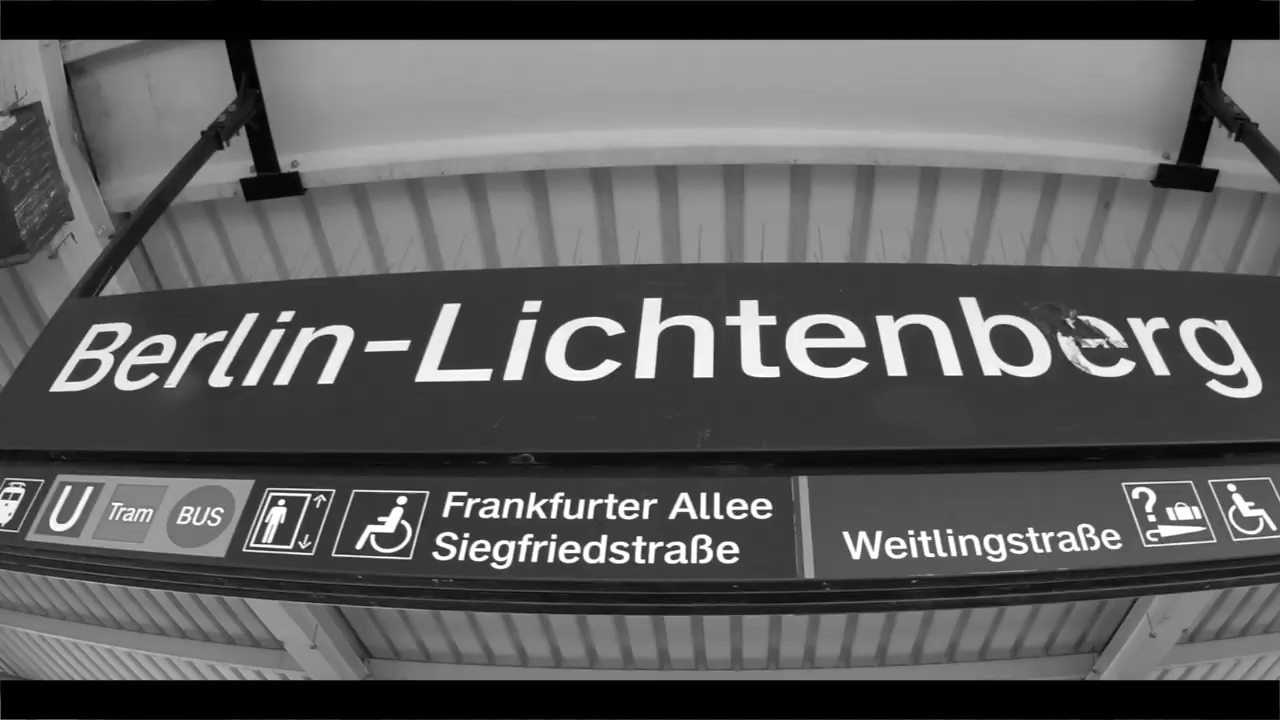 Berlin-Lichtenberg
U Tram BUS
Frankfurter Allee
Siegfriedstraße
Weitlingstraße
?